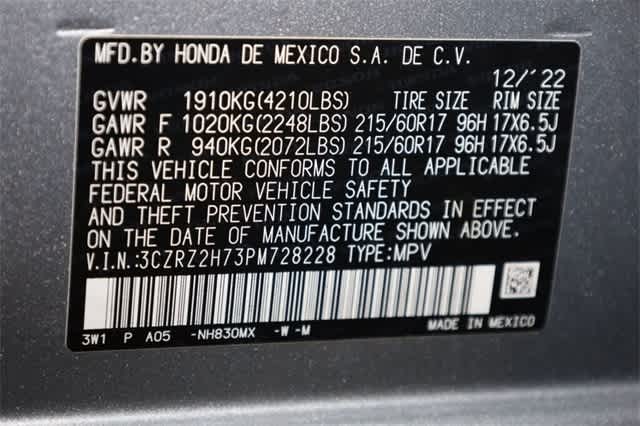 MFD.BY HONDA DE MEXICO S.A. DE C.V.
12/'22
GVWR 1910KG(4210LBS) TIRE SIZE RIM SIZE
GAWR F 1020KG(2248LBS) 215/60R17 96H 17X6.5J
GAWR R 940KG(2072LBS) 215/60R17 96H 17X6.5J
THIS VEHICLE CONFORMS TO ALL APPLICABLE
FEDERAL MOTOR VEHICLE SAFETY
AND THEFT PREVENTION STANDARDS IN EFFECT
ON THE DATE OF MANUFACTURE SHOWN ABOVE.
V.I.N.:3CZRZ2H73PM728228 TYPE:MPV
3W1 P A05 -NH830MX -W -M MADE IN MEXICO